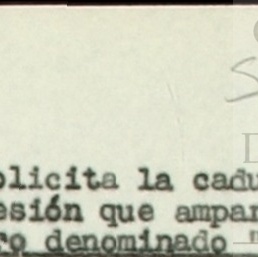 olicita la cadu
esión que ampar
ro denominado "